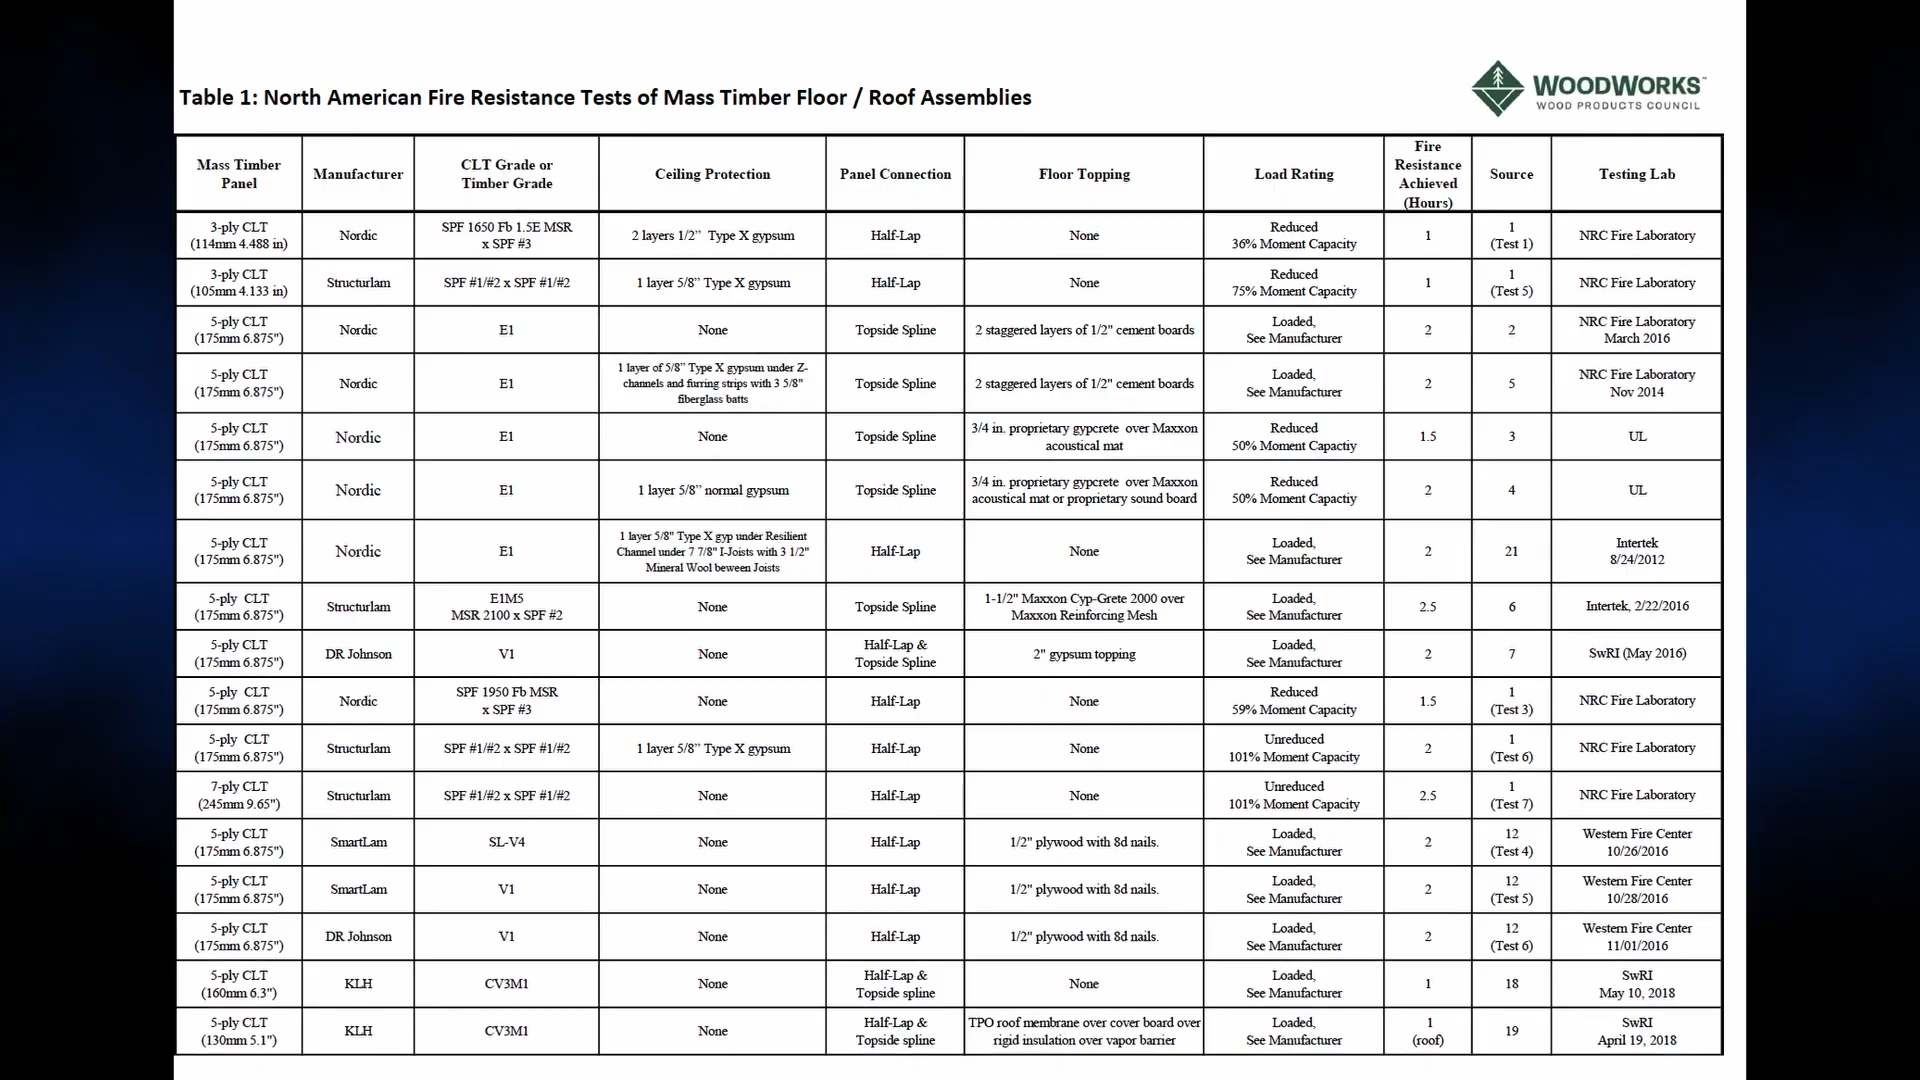 WOODWORKS™
WOOD PRODUCTS COUNCIL
Table 1: North American Fire Resistance Tests of Mass Timber Floor / Roof Assemblies
Mass Timber
Panel
Manufacturer
CLT Grade or
Timber Grade
Ceiling Protection
Panel Connection
Floor Topping
Load Rating
Fire
Resistance
Achieved
(Hours)
Source
Testing Lab
3-ply CLT
(114mm 4.488 in)
Nordic
SPF 1650 Fb 1.5E MSR
x SPF #3
2 layers 1/2” Type X gypsum
Half-Lap
None
Reduced
36% Moment Capacity
1
1
(Test 1)
NRC Fire Laboratory
3-ply CLT
(105mm 4.133 in)
Structurlam
SPF #1/#2 x SPF #1/#2
1 layer 5/8” Type X gypsum
Half-Lap
None
Reduced
75% Moment Capacity
1
1
(Test 5)
NRC Fire Laboratory
5-ply CLT
(175mm 6.875")
Nordic
E1
None
Topside Spline
2 staggered layers of 1/2" cement boards
Loaded,
See Manufacturer
2
2
NRC Fire Laboratory
March 2016
5-ply CLT
(175mm 6.875")
Nordic
E1
1 layer of 5/8” Type X gypsum under Z-
channels and furring strips with 3 5/8"
fiberglass batts
Topside Spline
2 staggered layers of 1/2" cement boards
Loaded,
See Manufacturer
2
5
NRC Fire Laboratory
Nov 2014
5-ply CLT
(175mm 6.875")
Nordic
E1
None
Topside Spline
3/4 in. proprietary gypcrete over Maxxon
acoustical mat
Reduced
50% Moment Capactiy
1.5
3
UL
5-ply CLT
(175mm 6.875")
Nordic
E1
1 layer 5/8” normal gypsum
Topside Spline
3/4 in. proprietary gypcrete over Maxxon
acoustical mat or proprietary sound board
Reduced
50% Moment Capactiy
2
4
UL
5-ply CLT
(175mm 6.875")
Nordic
E1
1 layer 5/8" Type X gyp under Resilient
Channel under 7 7/8" I-Joists with 3 1/2"
Mineral Wool beween Joists
Half-Lap
None
Loaded,
See Manufacturer
2
21
Intertek
8/24/2012
5-ply CLT
(175mm 6.875")
Structurlam
E1M5
MSR 2100 x SPF #2
None
Topside Spline
1-1/2" Maxxon Cyp-Grete 2000 over
Maxxon Reinforcing Mesh
Loaded,
See Manufacturer
2.5
6
Intertek, 2/22/2016
5-ply CLT
(175mm 6.875")
DR Johnson
V1
None
Half-Lap &
Topside Spline
2" gypsum topping
Loaded,
See Manufacturer
2
7
SwRI (May 2016)
5-ply CLT
(175mm 6.875")
Nordic
SPF 1950 Fb MSR
x SPF #3
None
Half-Lap
None
Reduced
59% Moment Capacity
1.5
1
(Test 3)
NRC Fire Laboratory
5-ply CLT
(175mm 6.875")
Structurlam
SPF #1/#2 x SPF #1/#2
1 layer 5/8" Type X gypsum
Half-Lap
None
Unreduced
101% Moment Capacity
2
1
(Test 6)
NRC Fire Laboratory
7-ply CLT
(245mm 9.65")
Structurlam
SPF #1/#2 x SPF #1/#2
None
Half-Lap
None
Unreduced
101% Moment Capacity
2.5
1
(Test 7)
NRC Fire Laboratory
5-ply CLT
(175mm 6.875")
SmartLam
SL-V4
None
Half-Lap
1/2" plywood with 8d nails.
Loaded,
See Manufacturer
2
12
(Test 4)
Western Fire Center
10/26/2016
5-ply CLT
(175mm 6.875")
SmartLam
V1
None
Half-Lap
1/2" plywood with 8d nails.
Loaded,
See Manufacturer
2
12
(Test 5)
Western Fire Center
10/28/2016
5-ply CLT
(175mm 6.875")
DR Johnson
V1
None
Half-Lap
1/2" plywood with 8d nails.
Loaded,
See Manufacturer
2
12
(Test 6)
Western Fire Center
11/01/2016
5-ply CLT
(160mm 6.3")
KLH
CV3M1
None
Half-Lap &
Topside spline
None
Loaded,
See Manufacturer
1
18
SwRI
May 10, 2018
5-ply CLT
(130mm 5.1")
KLH
CV3M1
None
Half-Lap &
Topside spline
TPO roof membrane over cover board over
rigid insulation over vapor barrier
Loaded,
See Manufacturer
1
(roof)
19
SwRI
April 19, 2018